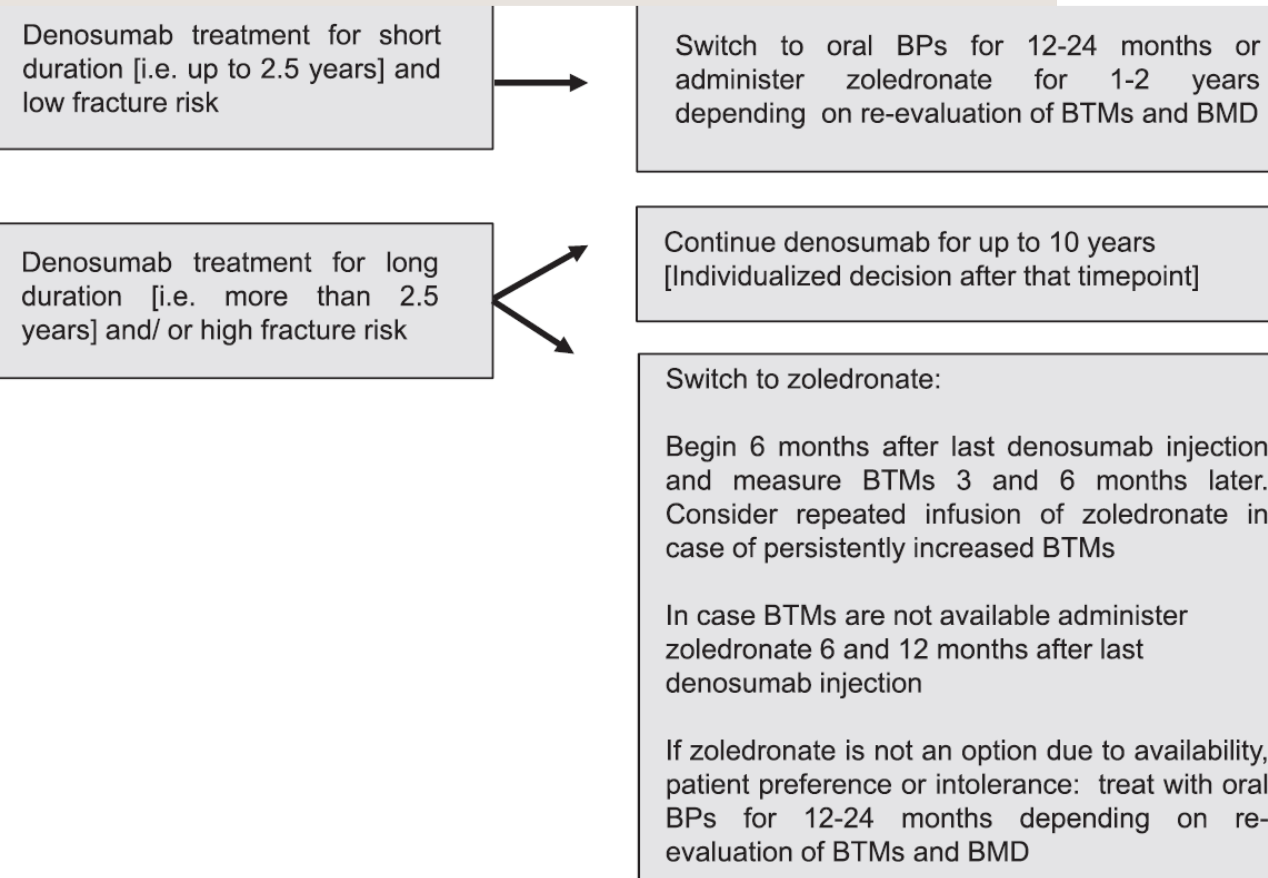 Denosumab treatment for short
duration [i.e. up to 2.5 years] and
low fracture risk
Switch to oral BPs for 12-24 months or
administer zoledronate for 1-2 years
depending on re-evaluation of BTMs and BMD
Denosumab treatment for long
duration [i.e. more than 2.5
years] and/ or high fracture risk
Continue denosumab for up to 10 years
[Individualized decision after that timepoint]
Switch to zoledronate:
Begin 6 months after last denosumab injection
and measure BTMs 3 and 6 months later.
Consider repeated infusion of zoledronate in
case of persistently increased BTMs
In case BTMs are not available administer
zoledronate 6 and 12 months after last
denosumab injection
If zoledronate is not an option due to availability,
patient preference or intolerance: treat with oral
BPs for 12-24 months depending on re-
evaluation of BTMs and BMD